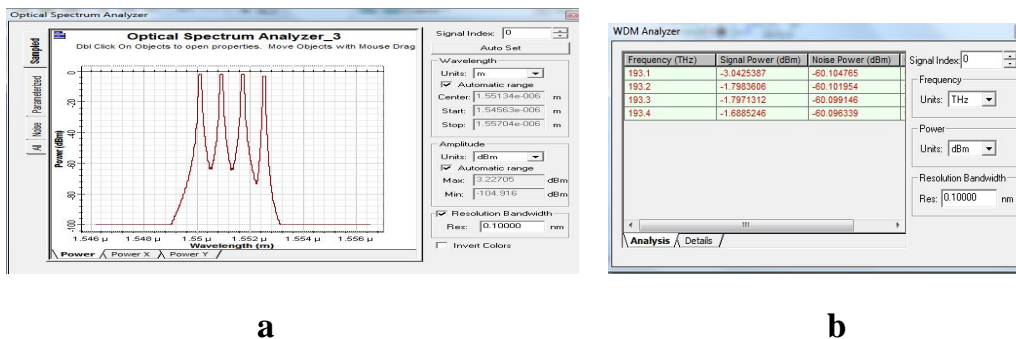 Optical Spectrum Analyzer
Optical Spectrum Analyzer_3
Dbl Click On Objects to open properties. Move Objects with Mouse Drag
Sampled
Parameterized
Noise
All
Power (dBm)
0
-20
-40
-60
-80
-100
1.546 µ 1.548 µ 1.55 µ 1.552 µ 1.554 µ 1.556 µ
Wavelength (m)
Power Power X Power Y
Signal Index: 0
Auto Set
Wavelength
Units: m
Automatic range
Center: 1.55134e-006 m
Start: 1.54563e-006 m
Stop: 1.55704e-006 m
Amplitude
Units: dBm
Automatic range
Max: 3.22705 dBm
Min: -104.916 dBm
Resolution Bandwidth
Res: 0.10000 nm
Invert Colors
a
WDM Analyzer
Frequency (THz) Signal Power (dBm) Noise Power (dBm)
193.1 -3.0425387 -60.104765
193.2 -1.7983606 -60.101954
193.3 -1.7971312 -60.099146
193.4 -1.6885246 -60.096339
Analysis Details
Signal Index: 0
Frequency
Units: THz
Power
Units: dBm
Resolution Bandwidth
Res: 0.10000 nm
b